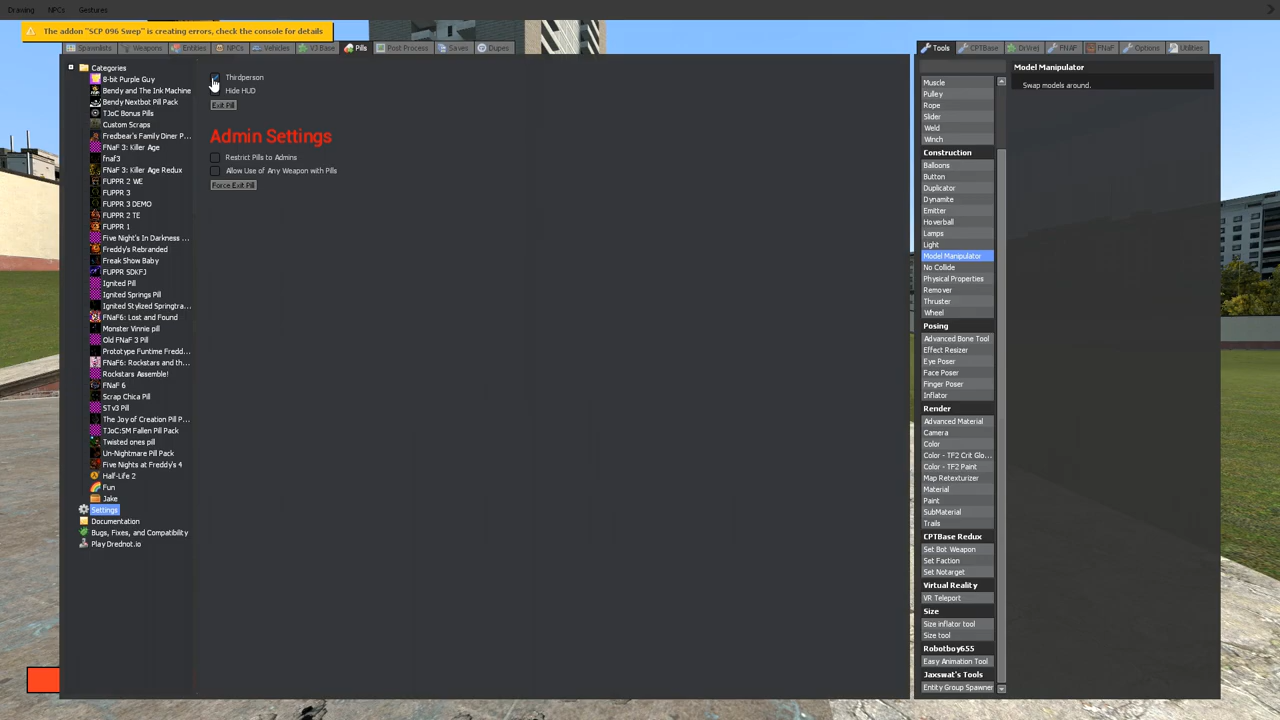 Drawing NPCs Gestures
The addon "SCP 096 Swep" is creating errors, check the console for details
Spawnlists Weapons Entities NPCs Vehicles VJ Base Pills Post Process Saves Dupes
Categories
8-bit Purple Guy
Bendy and The Ink Machine
Bendy Nextbot Pill Pack
TJoC Bonus Pills
Custom Scraps
Fredbear's Family Diner P...
FNaF 3: Killer Age
fnaf3
FNAF 3: Killer Age Redux
FUPPR 2 WE
FUPPR 3
FUPPR 3 DEMO
FUPPR 2 TE
FUPPR 1
Five Night's In Darkness ...
Freddy's Rebranded
Freak Show Baby
FUPPR SDKFJ
Ignited Pill
Ignited Springs Pill
Ignited Stylized Springtra...
FNaF6: Lost and Found
Monster Vinnie pill
Old FNaF 3 Pill
Prototype Funtime Fredd...
FNaF6: Rockstars and th...
Rockstars Assemble!
FNaF 6
Scrap Chica Pill
STv3 Pill
The Joy of Creation Pill P...
TJoC:SM Fallen Pill Pack
Twisted ones pill
Un-Nightmare Pill Pack
Five Nights at Freddy's 4
Half-Life 2
Fun
Jake
Settings
Documentation
Bugs, Fixes, and Compatibility
Play Drednot.io
Thirdperson
Hide HUD
Exit Pill
Admin Settings
Restrict Pills to Admins
Allow Use of Any Weapon with Pills
Force Exit Pill
Tools CPTBase DrVrej FNAF FNaF Options Utilities
Muscle
Pulley
Rope
Slider
Weld
Winch
Construction
Balloons
Button
Duplicator
Dynamite
Emitter
Hoverball
Lamps
Light
Model Manipulator
No Collide
Physical Properties
Remover
Thruster
Wheel
Posing
Advanced Bone Tool
Effect Resizer
Eye Poser
Face Poser
Finger Poser
Inflator
Render
Advanced Material
Camera
Color
Color - TF2 Crit Glo...
Color - TF2 Paint
Map Retexturizer
Material
Paint
SubMaterial
Trails
CPTBase Redux
Set Bot Weapon
Set Faction
Set Notarget
Virtual Reality
VR Teleport
Size
Size inflator tool
Size tool
Robotboy655
Easy Animation Tool
Jaxswat's Tools
Entity Group Spawner
Model Manipulator
Swap models around.